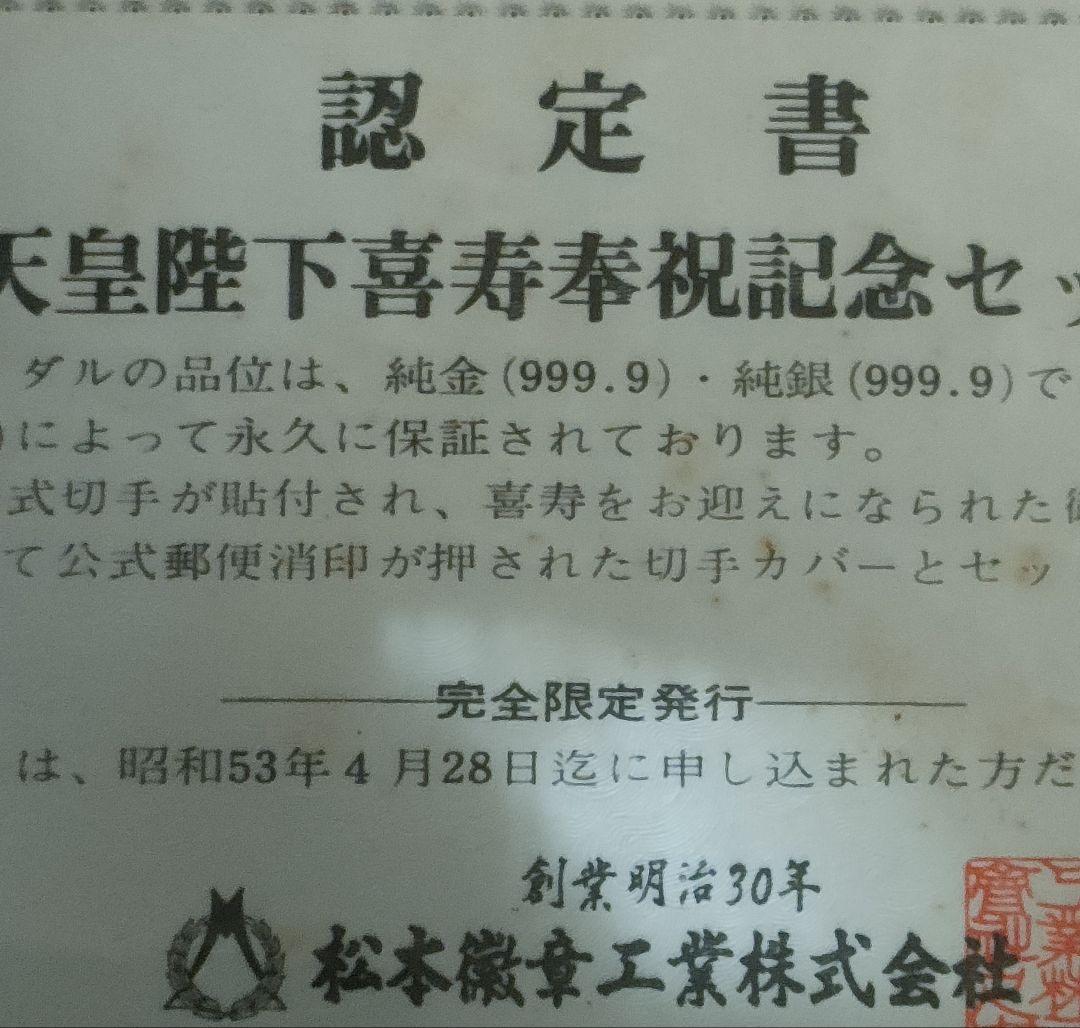 認定書
天皇陛下喜寿奉祝記念セッ
ダルの品位は、純金(999.9)・純銀(999.9)で
)によって永久に保証されております。
式切手が貼付され、喜寿をお迎えになられた
て公式郵便消印が押された切手カバーとセッ
完全限定発行
は、昭和53年4月28日迄に申し込まれた方だ
創業明治30年
松本徽章工業株式会社